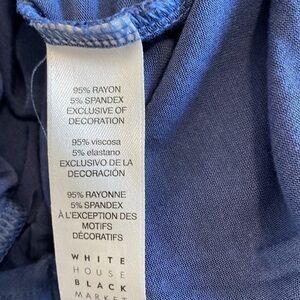 95% RAYON
5% SPANDEX
EXCLUSIVE OF
DECORATION
95% viscosa
5% elastano
EXCLUSIVO DE LA
DECORACIÓN
95% RAYONNE
5% SPANDEX
À L'EXCEPTION DES
MOTIFS
DÉCORATIFS
WHITE
HOUSE
BLACK
MARKET